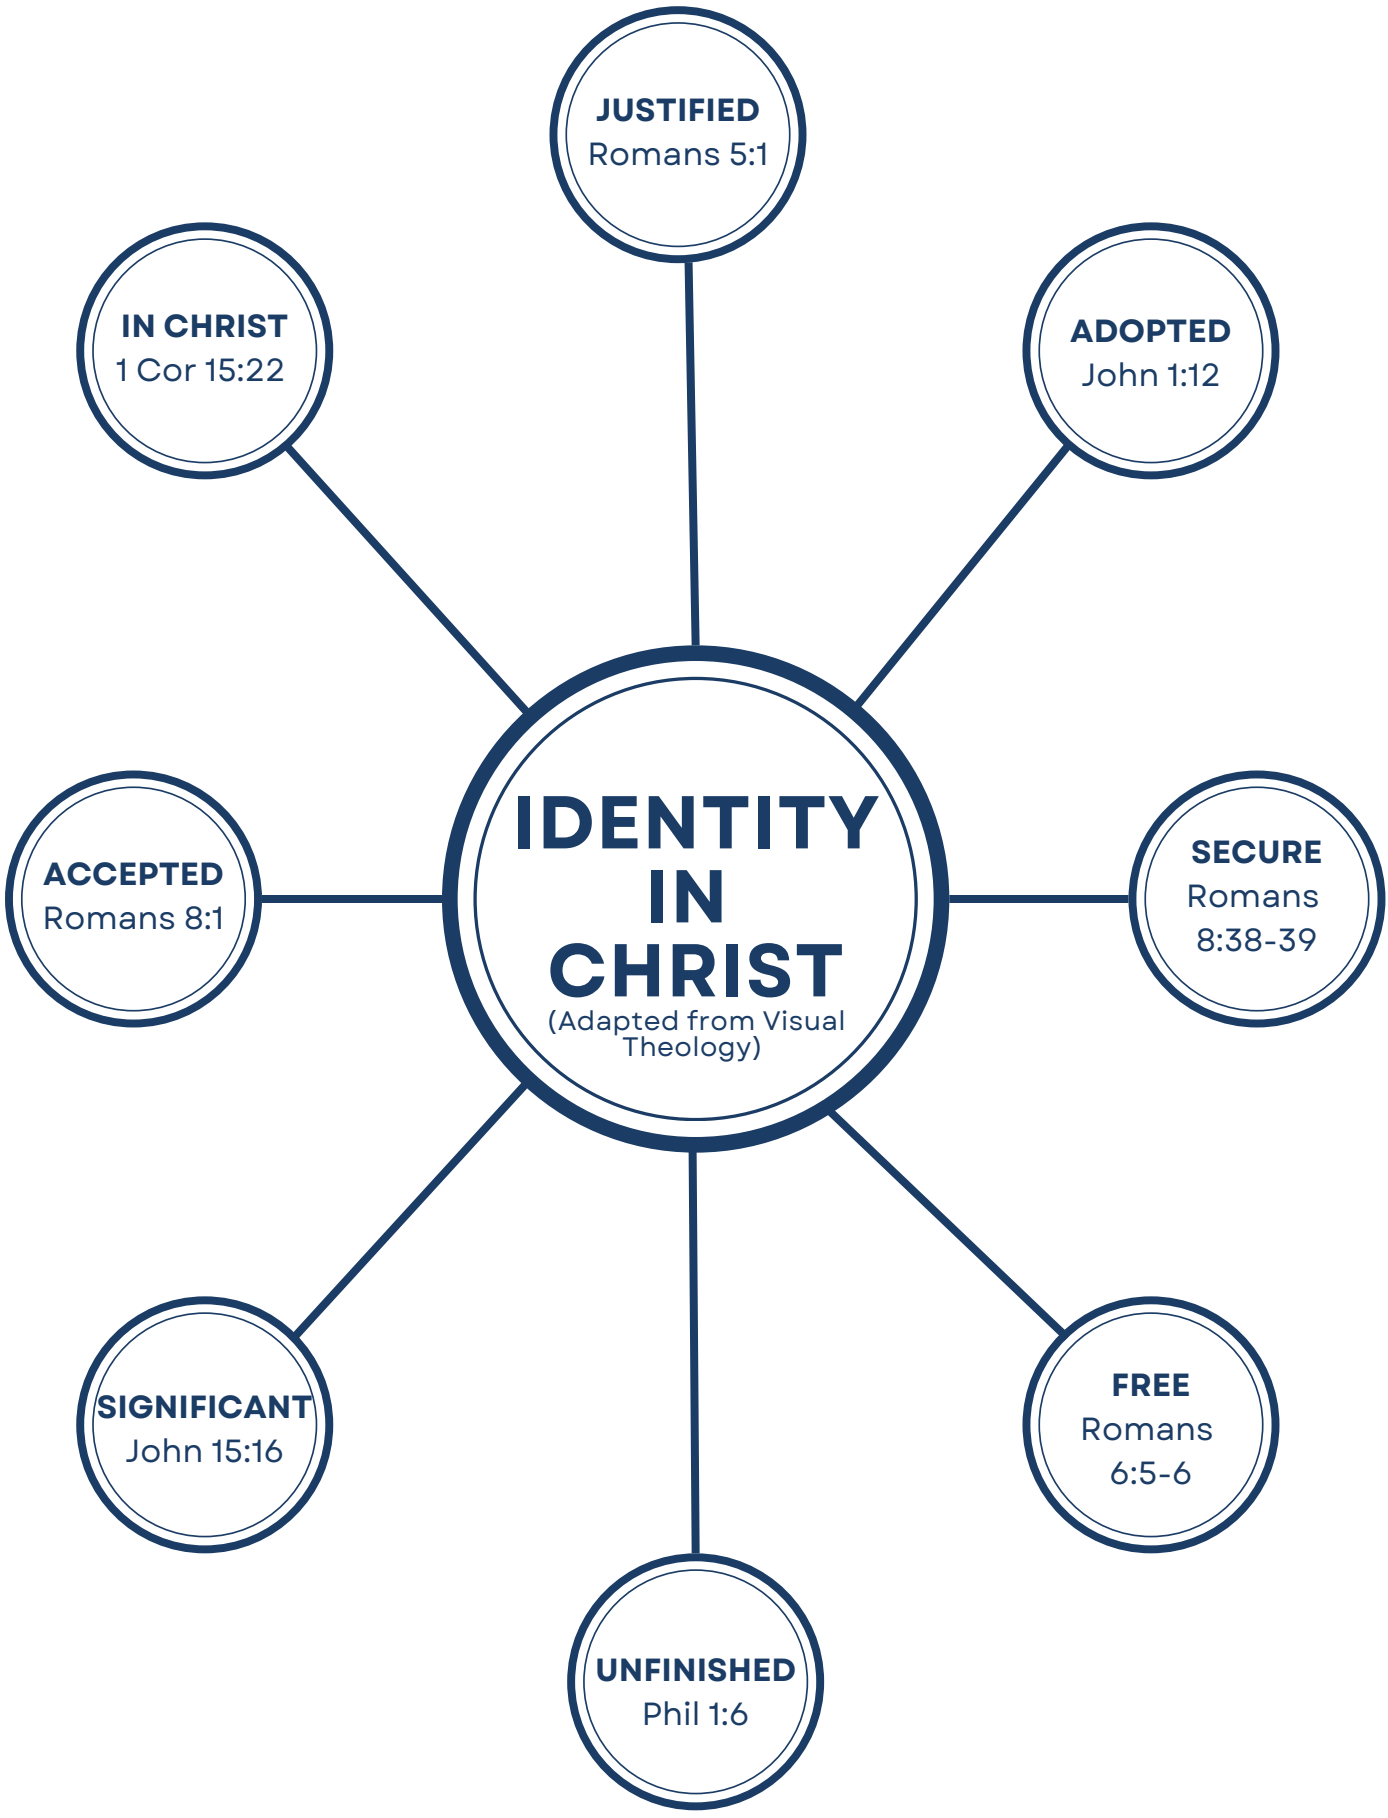 JUSTIFIED
Romans 5:1
IN CHRIST
1 Cor 15:22
ADOPTED
John 1:12
IDENTITY
IN
CHRIST
(Adapted from Visual
Theology)
ACCEPTED
Romans 8:1
SECURE
Romans
8:38-39
SIGNIFICANT
John 15:16
FREE
Romans
6:5-6
UNFINISHED
Phil 1:6